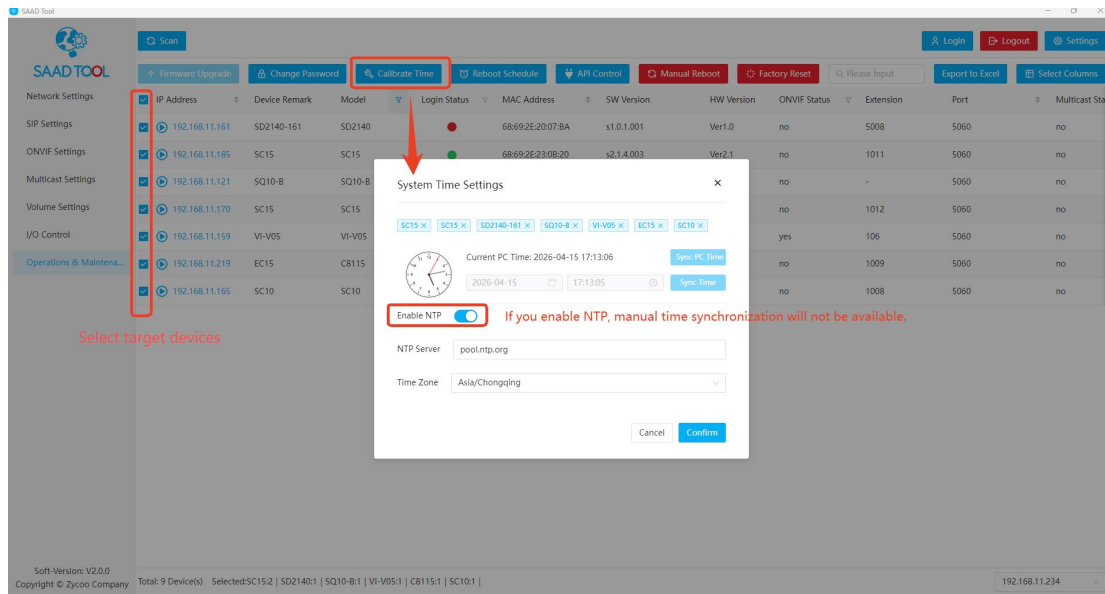 SAAD Tool
Scan
Login
Logout
Settings
SAAD TOOL
Firmware Upgrade
Change Password
Calibrate Time
Reboot Schedule
API Control
Manual Reboot
Factory Reset
Please Input
Export to Excel
Select Columns
Network Settings
SIP Settings
ONVIF Settings
Multicast Settings
Volume Settings
I/O Control
Operations & Maintena...
IP Address Device Remark Model Login Status MAC Address SW Version HW Version ONVIF Status Extension Port Multicast Sta
192.168.11.161 SD2140-161 SD2140 68:69:2E:20:07:BA s1.0.1.001 Ver1.0 no 5008 5060 no
192.168.11.185 SC15 SC15 68:69:2E:23:0B:20 s2.1.4.003 Ver2.1 no 1011 5060 no
192.168.11.121 SQ10-B SQ10-B no - 5060 no
192.168.11.170 SC15 SC15 no 1012 5060 no
192.168.11.159 VI-V05 VI-V05 yes 106 5060 no
192.168.11.219 EC15 C8115 no 1009 5060 no
192.168.11.165 SC10 SC10 no 1008 5060 no
Select target devices
System Time Settings
SC15 × SC15 × SD2140-161 × SQ10-B × VI-V05 × EC15 × SC10 ×
Current PC Time: 2026-04-15 17:13:06 Sync PC Time
2026-04-15 17:13:05 Sync Time
Enable NTP If you enable NTP, manual time synchronization will not be available.
NTP Server pool.ntp.org
Time Zone Asia/Chongqing
Cancel Confirm
Soft-Version: V2.0.0
Copyright © Zycoo Company
Total: 9 Device(s) Selected:SC15:2 | SD2140:1 | SQ10-B:1 | VI-V05:1 | C8115:1 | SC10:1 |
192.168.11.234